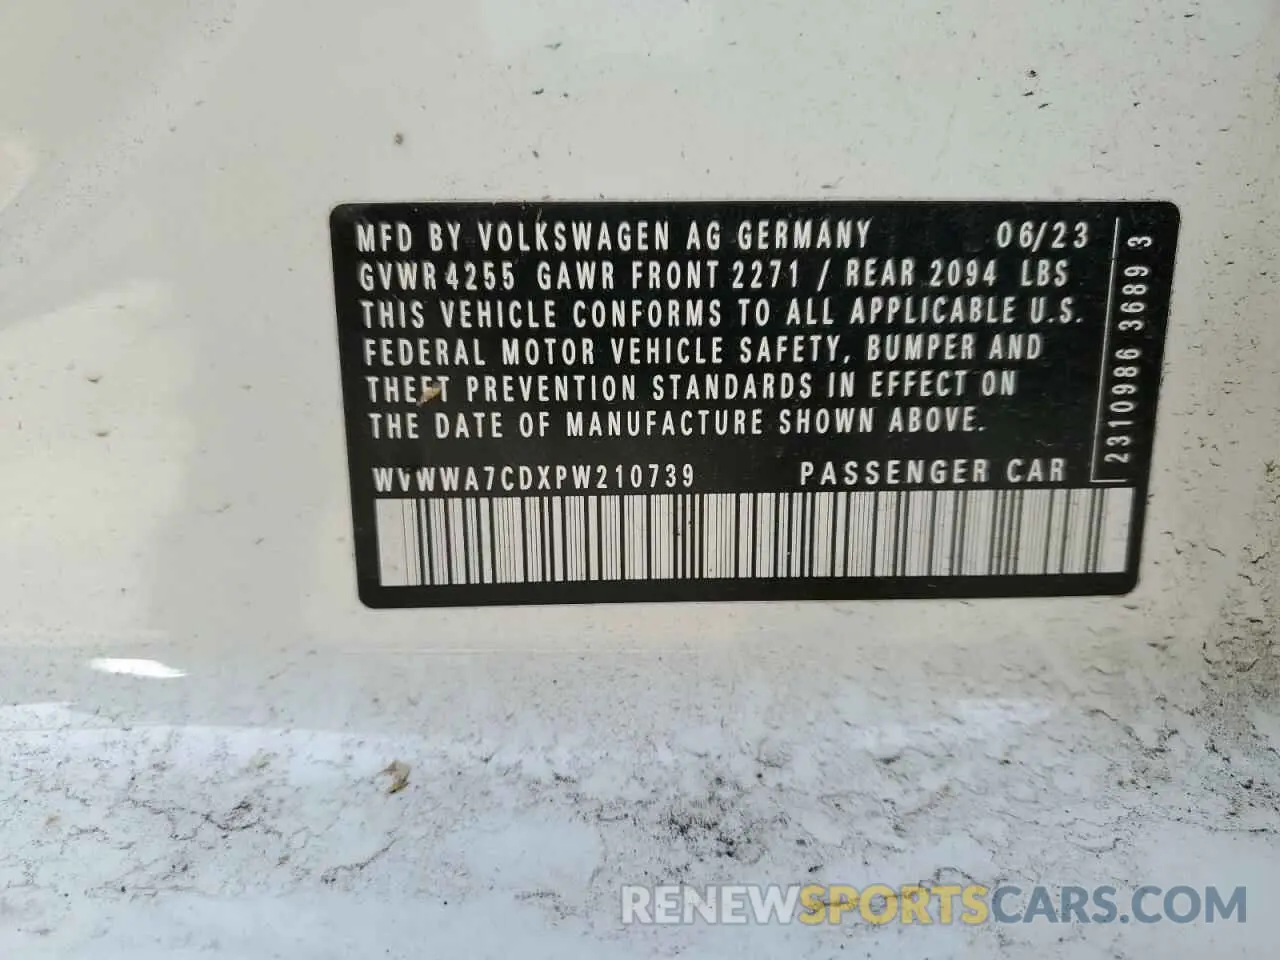 MFD BY VOLKSWAGEN AG GERMANY 06/23
GVWR 4255 GAWR FRONT 2271 / REAR 2094 LBS
THIS VEHICLE CONFORMS TO ALL APPLICABLE U.S.
FEDERAL MOTOR VEHICLE SAFETY, BUMPER AND
THEFT PREVENTION STANDARDS IN EFFECT ON
THE DATE OF MANUFACTURE SHOWN ABOVE.
WVWWA7CDXPW210739 PASSENGER CAR
2310986 3689 3
RENEWSPORTSCARS.COM